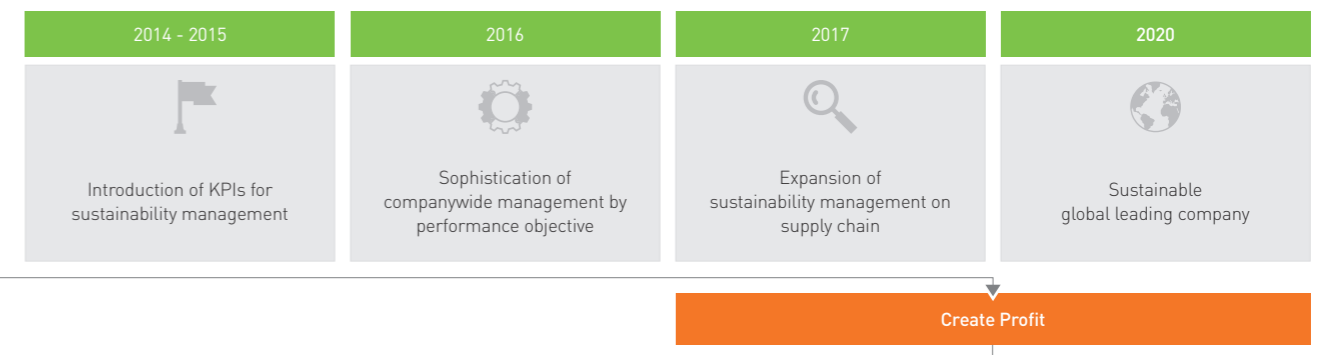 2014 - 2015
2016
2017
2020
Introduction of KPIs for
sustainability management
Sophistication of
companywide management by
performance objective
Expansion of
sustainability management on
supply chain
Sustainable
global leading company
Create Profit